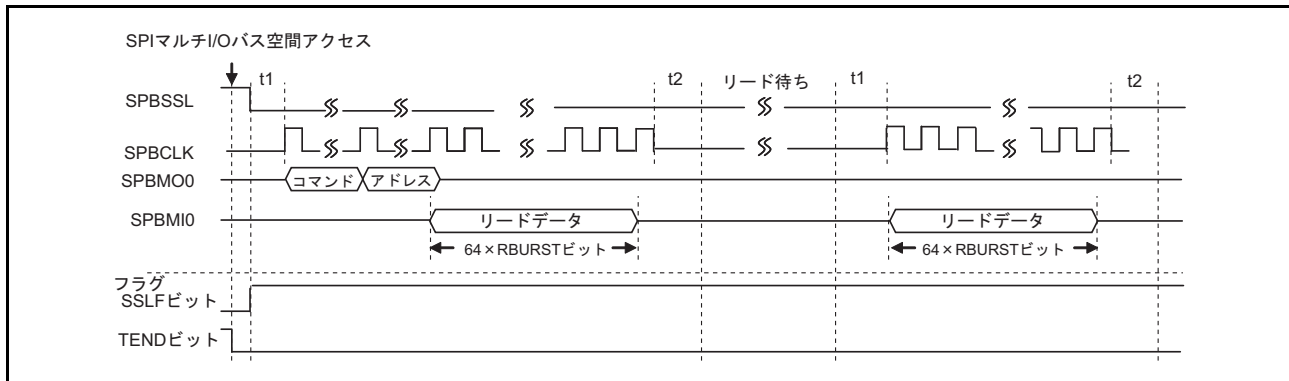 SPIマルチI/Oバス空間アクセス
t1 t2 リード待ち t1 t2
SPBSSL
SPBCLK
SPBMO0 コマンド アドレス
SPBMI0 リードデータ リードデータ
64×RBURSTビット 64×RBURSTビット
フラグ
SSLFビット
TENDビット